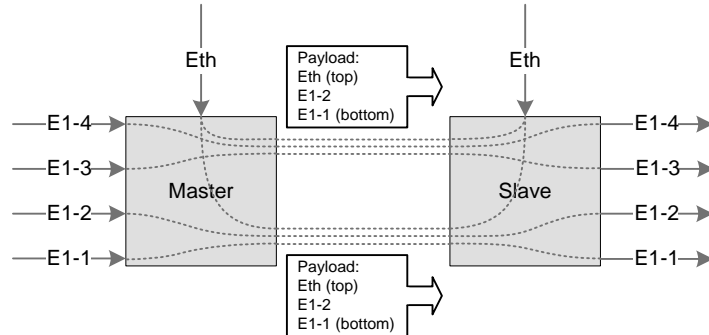 Eth
Payload:
Eth (top)
E1-2
E1-1 (bottom)
Eth
E1-4
E1-4
E1-3
E1-3
Master
Slave
E1-2
E1-2
E1-1
E1-1
Payload:
Eth (top)
E1-2
E1-1 (bottom)